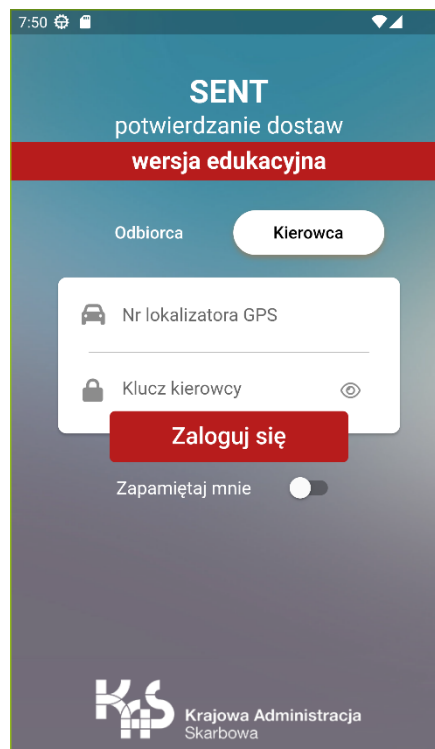 7:50
SENT
potwierdzanie dostaw
wersja edukacyjna
Odbiorca Kierowca
Nr lokalizatora GPS
Klucz kierowcy
Zaloguj się
Zapamiętaj mnie
KAS
Krajowa Administracja
Skarbowa